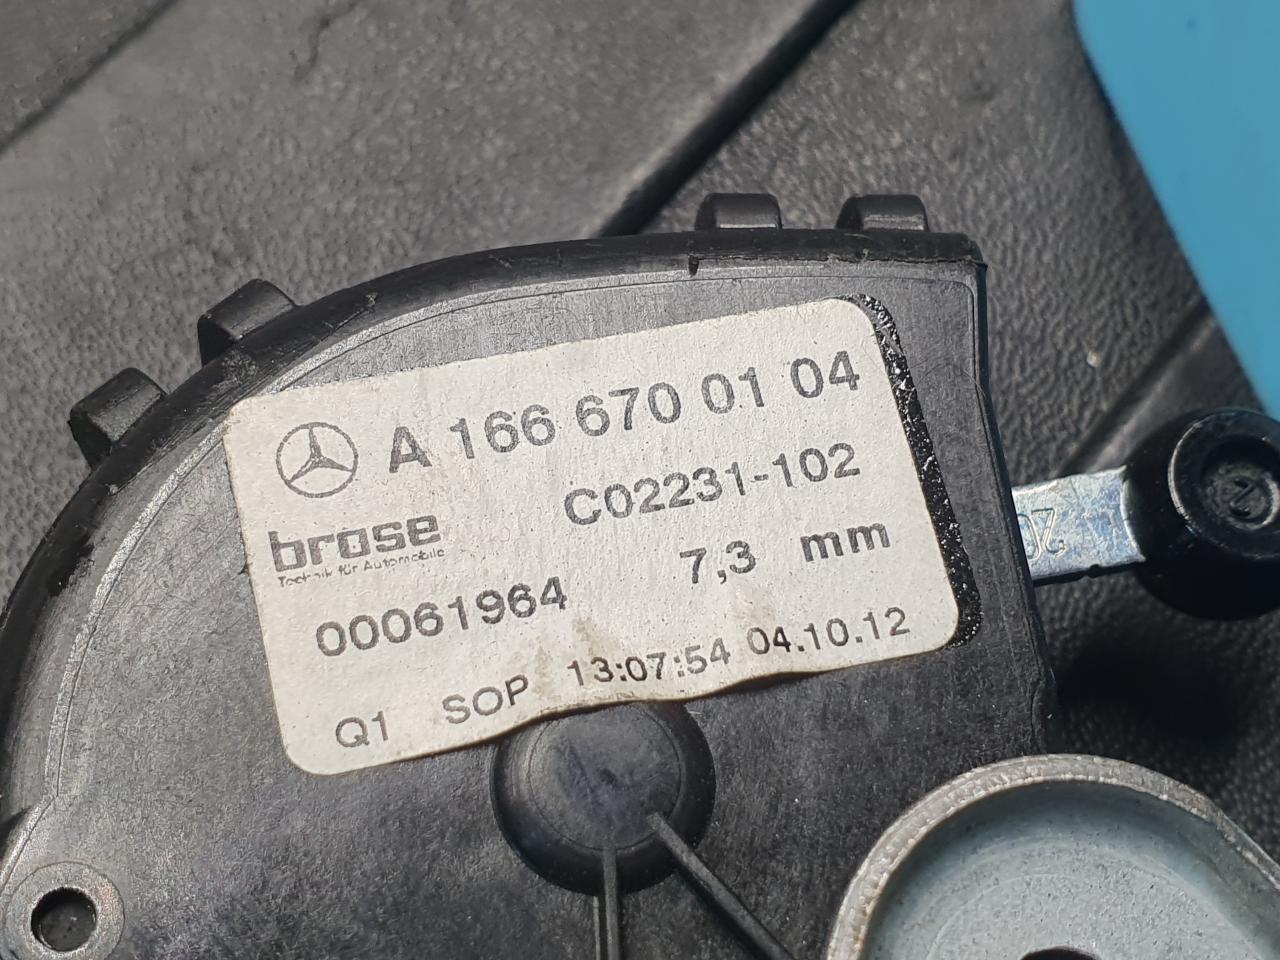 A 166 670 01 04
C02231-102
brose
Technik für Automobile
00061964 7,3 mm
Q1 SOP 13:07:54 04.10.12